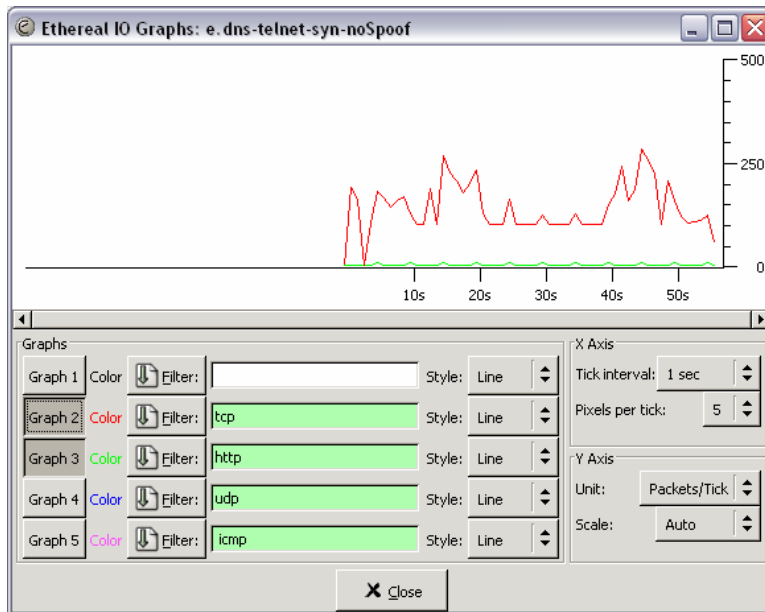 Ethereal IO Graphs: e.dns-telnet-syn-noSpoof
500
250
0
10s 20s 30s 40s 50s
Graphs
Graph 1 Color Filter: Style: Line
Graph 2 Color Filter: tcp Style: Line
Graph 3 Color Filter: http Style: Line
Graph 4 Color Filter: udp Style: Line
Graph 5 Color Filter: icmp Style: Line
X Axis
Tick interval: 1 sec
Pixels per tick: 5
Y Axis
Unit: Packets/Tick
Scale: Auto
Close